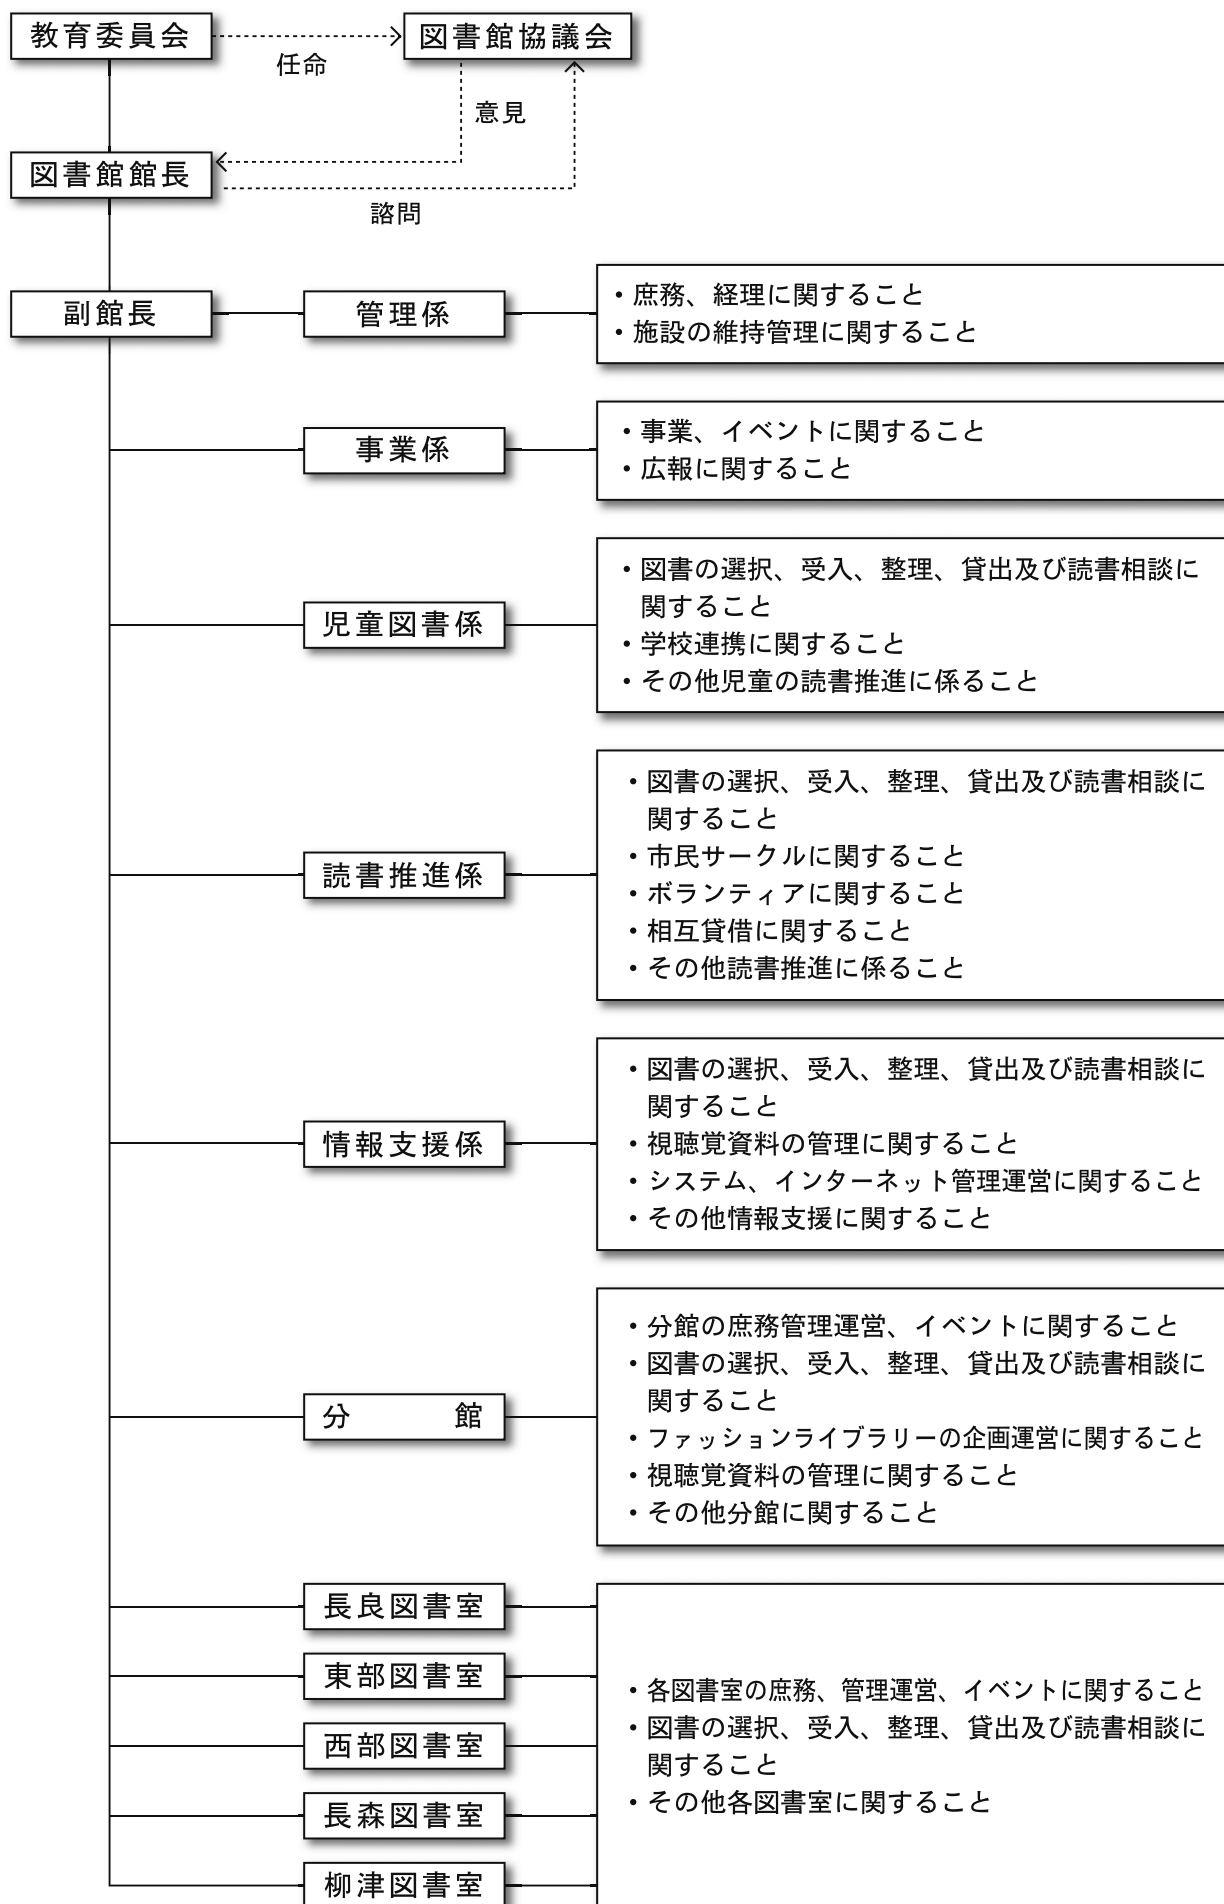 教育委員会
図書館協議会
任命
意見
図書館館長
諮問
副館長
管理係
・庶務、経理に関すること
・施設の維持管理に関すること
事業係
・事業、イベントに関すること
・広報に関すること
児童図書係
・図書の選択、受入、整理、貸出及び読書相談に
関すること
・学校連携に関すること
・その他児童の読書推進に係ること
読書推進係
・図書の選択、受入、整理、貸出及び読書相談に
関すること
・市民サークルに関すること
・ボランティアに関すること
・相互貸借に関すること
・その他読書推進に係ること
情報支援係
・図書の選択、受入、整理、貸出及び読書相談に
関すること
・視聴覚資料の管理に関すること
・システム、インターネット管理運営に関すること
・その他情報支援に関すること
分館
・分館の庶務管理運営、イベントに関すること
・図書の選択、受入、整理、貸出及び読書相談に
関すること
・ファッションライブラリーの企画運営に関すること
・視聴覚資料の管理に関すること
・その他分館に関すること
長良図書室
東部図書室
西部図書室
長森図書室
柳津図書室
・各図書室の庶務、管理運営、イベントに関すること
・図書の選択、受入、整理、貸出及び読書相談に
関すること
・その他各図書室に関すること